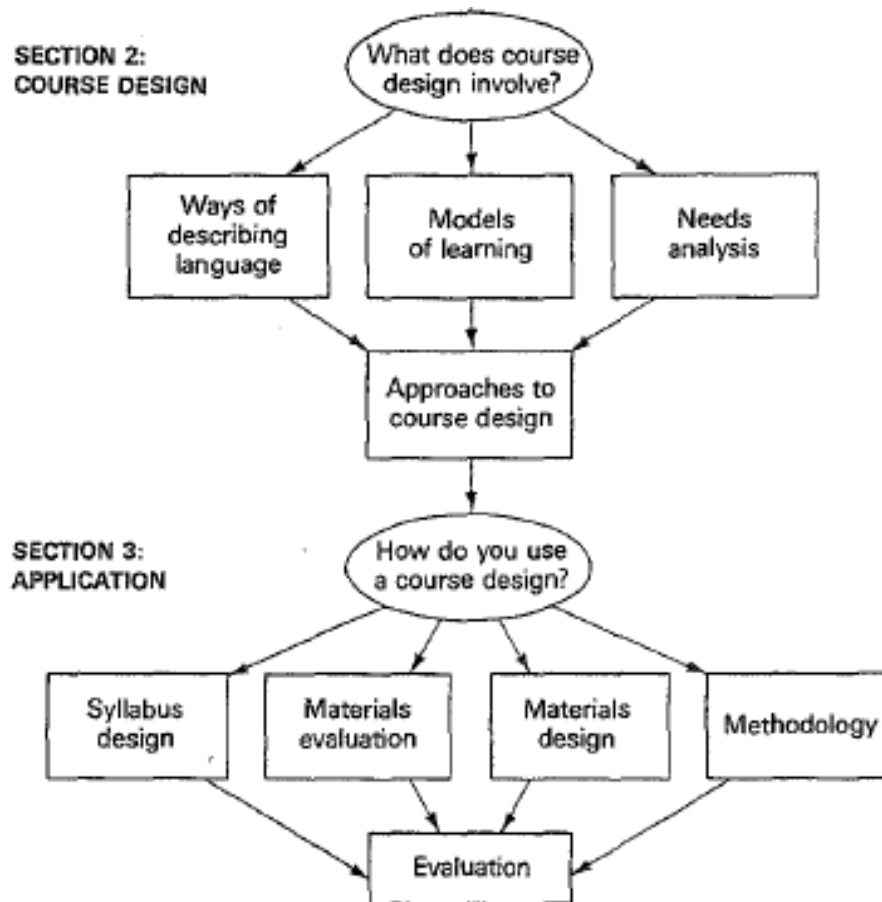 SECTION 2:
COURSE DESIGN
What does course
design involve?
Ways of
describing
language
Models
of learning
Needs
analysis
Approaches to
course design
SECTION 3:
APPLICATION
How do you use
a course design?
Syllabus
design
Materials
evaluation
Materials
design
Methodology
Evaluation